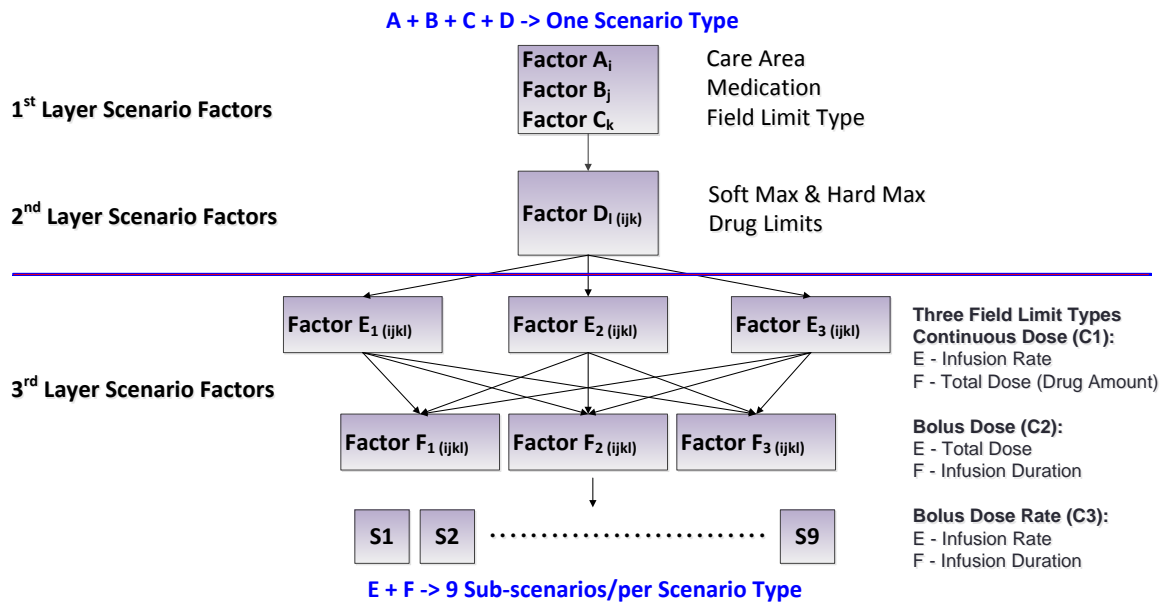 A + B + C + D -> One Scenario Type
Factor Ai
Factor Bj
Factor Ck
Care Area
Medication
Field Limit Type
1st Layer Scenario Factors
Factor Dl (ijk)
Soft Max & Hard Max
Drug Limits
2nd Layer Scenario Factors
Factor E1 (ijkl)
Factor E2 (ijkl)
Factor E3 (ijkl)
Three Field Limit Types
Continuous Dose (C1):
E - Infusion Rate
F - Total Dose (Drug Amount)
3rd Layer Scenario Factors
Factor F1 (ijkl)
Factor F2 (ijkl)
Factor F3 (ijkl)
Bolus Dose (C2):
E - Total Dose
F - Infusion Duration
S1
S2
S9
Bolus Dose Rate (C3):
E - Infusion Rate
F - Infusion Duration
E + F -> 9 Sub-scenarios/per Scenario Type